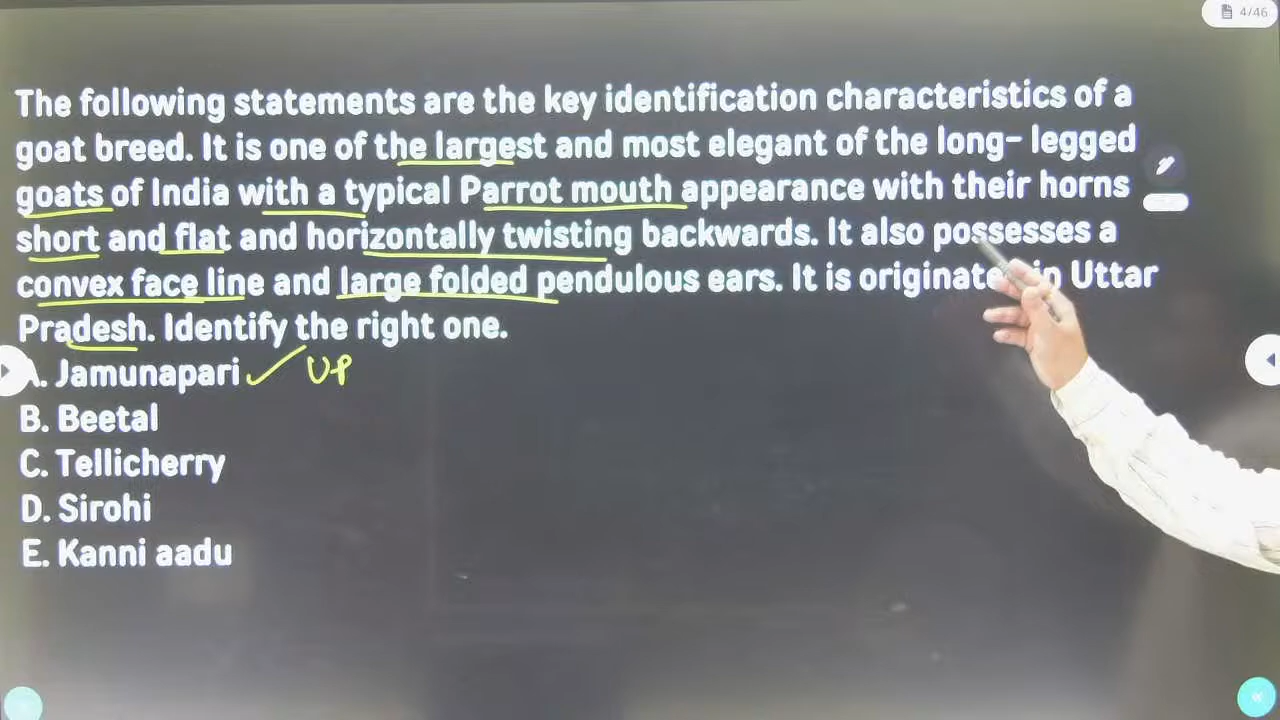 4/46
The following statements are the key identification characteristics of a
goat breed. It is one of the largest and most elegant of the long- legged
goats of India with a typical Parrot mouth appearance with their horns
short and flat and horizontally twisting backwards. It also possesses a
convex face line and large folded pendulous ears. It is originate in Uttar
Pradesh. Identify the right one.
A. Jamunapari ✓ UP
B. Beetal
C. Tellicherry
D. Sirohi
E. Kanni aadu